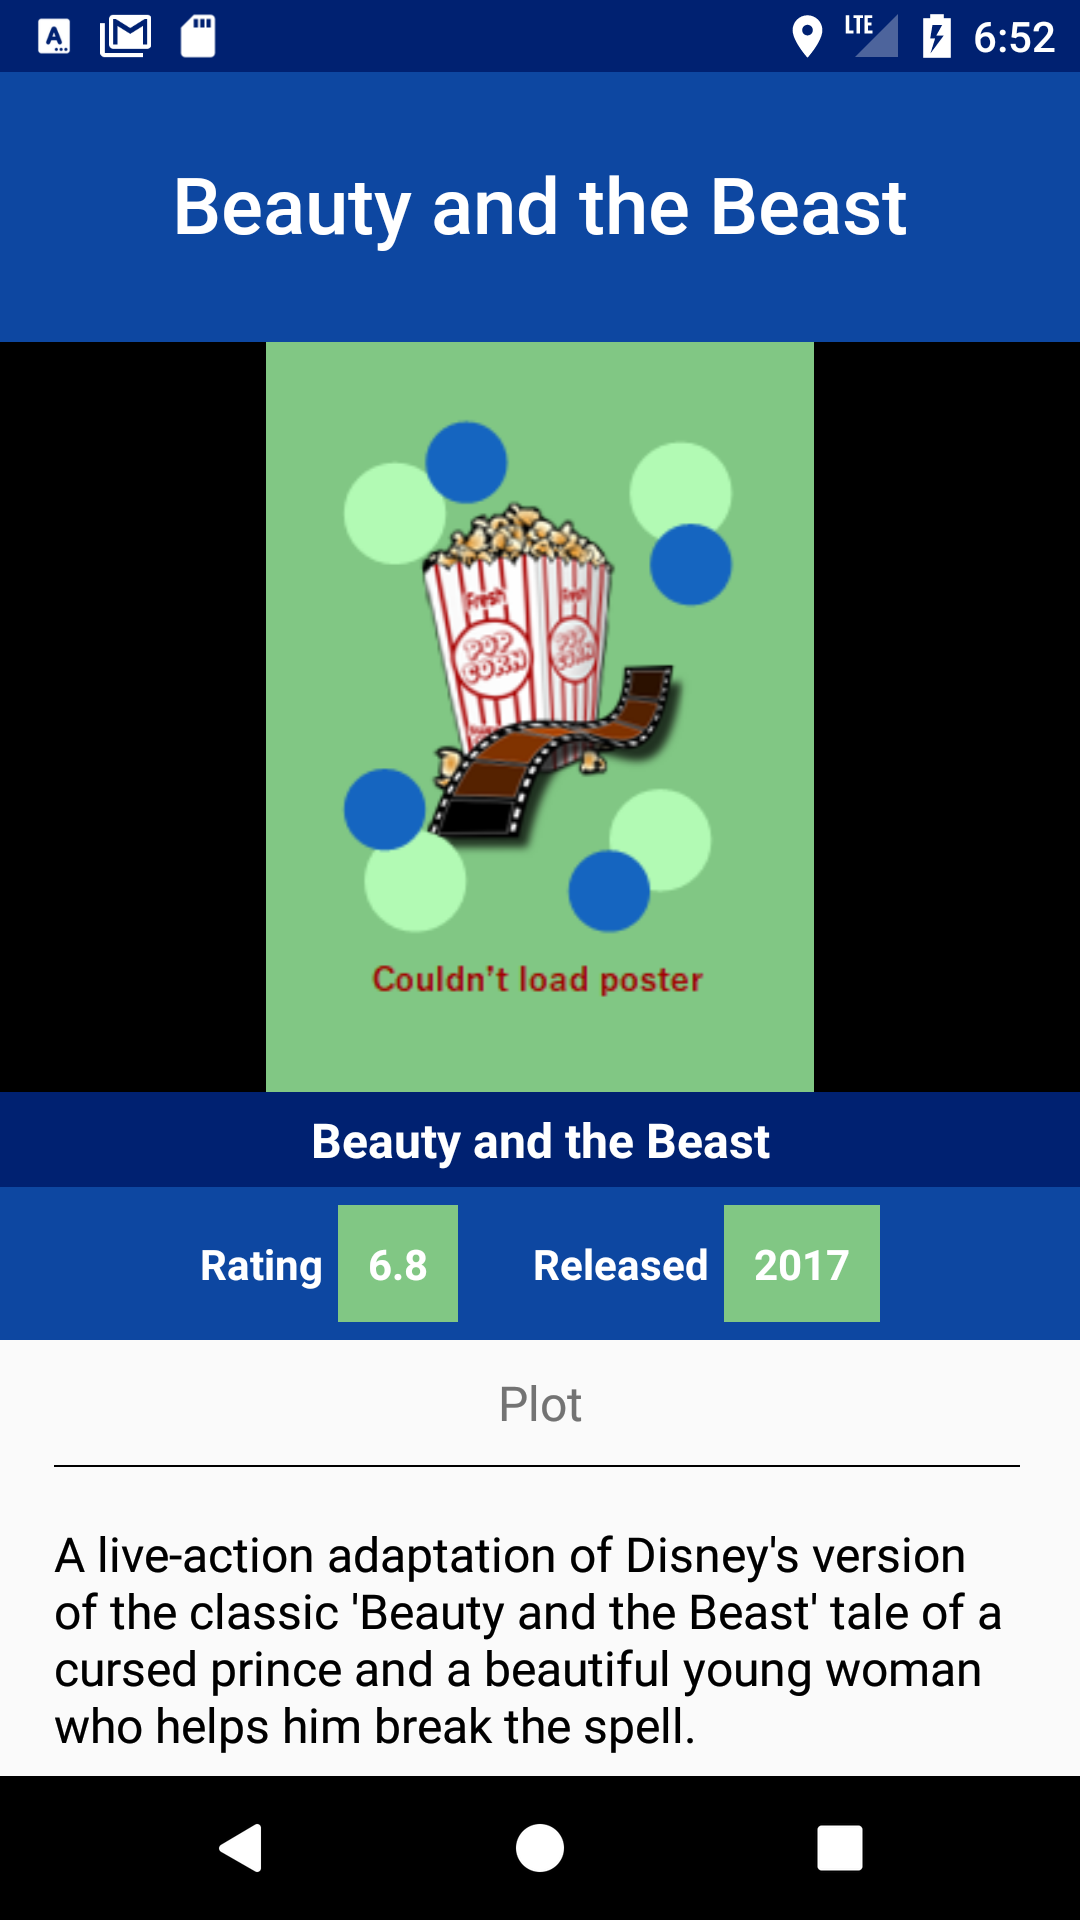 LTE 6:52
Beauty and the Beast
Fresh Fresh
POP CORN POP CORN
Couldn't load poster
Beauty and the Beast
Rating 6.8 Released 2017
Plot
A live-action adaptation of Disney's version
of the classic 'Beauty and the Beast' tale of a
cursed prince and a beautiful young woman
who helps him break the spell.